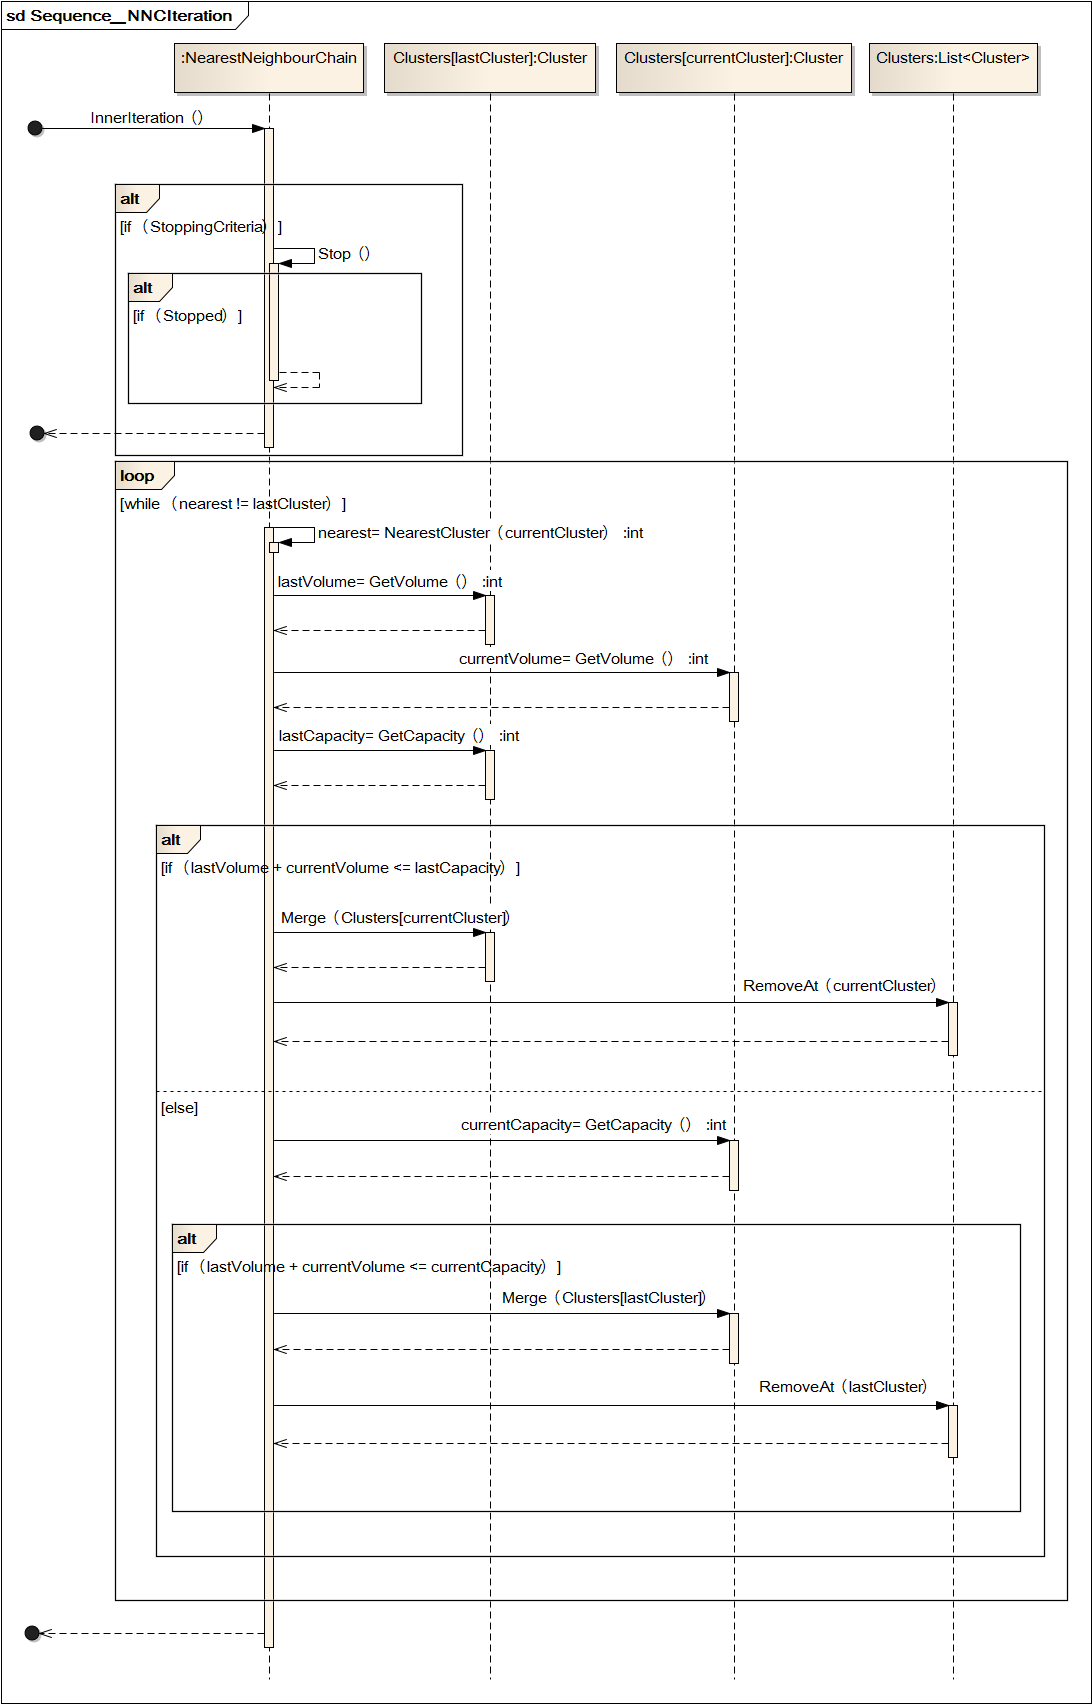 sd Sequence__NNCIteration
:NearestNeighbourChain
Clusters[lastCluster]:Cluster
Clusters[currentCluster]:Cluster
Clusters:List<Cluster>
InnerIteration ()
alt
[if (StoppingCriteria) ]
Stop ()
alt
[if (Stopped) ]
loop
[while (nearest != lastCluster) ]
nearest= NearestCluster (currentCluster) :int
lastVolume= GetVolume () :int
currentVolume= GetVolume () :int
lastCapacity= GetCapacity () :int
alt
[if (lastVolume + currentVolume <= lastCapacity) ]
Merge (Clusters[currentCluster])
RemoveAt (currentCluster)
[else]
currentCapacity= GetCapacity () :int
alt
[if (lastVolume + currentVolume <= currentCapacity) ]
Merge (Clusters[lastCluster])
RemoveAt (lastCluster)